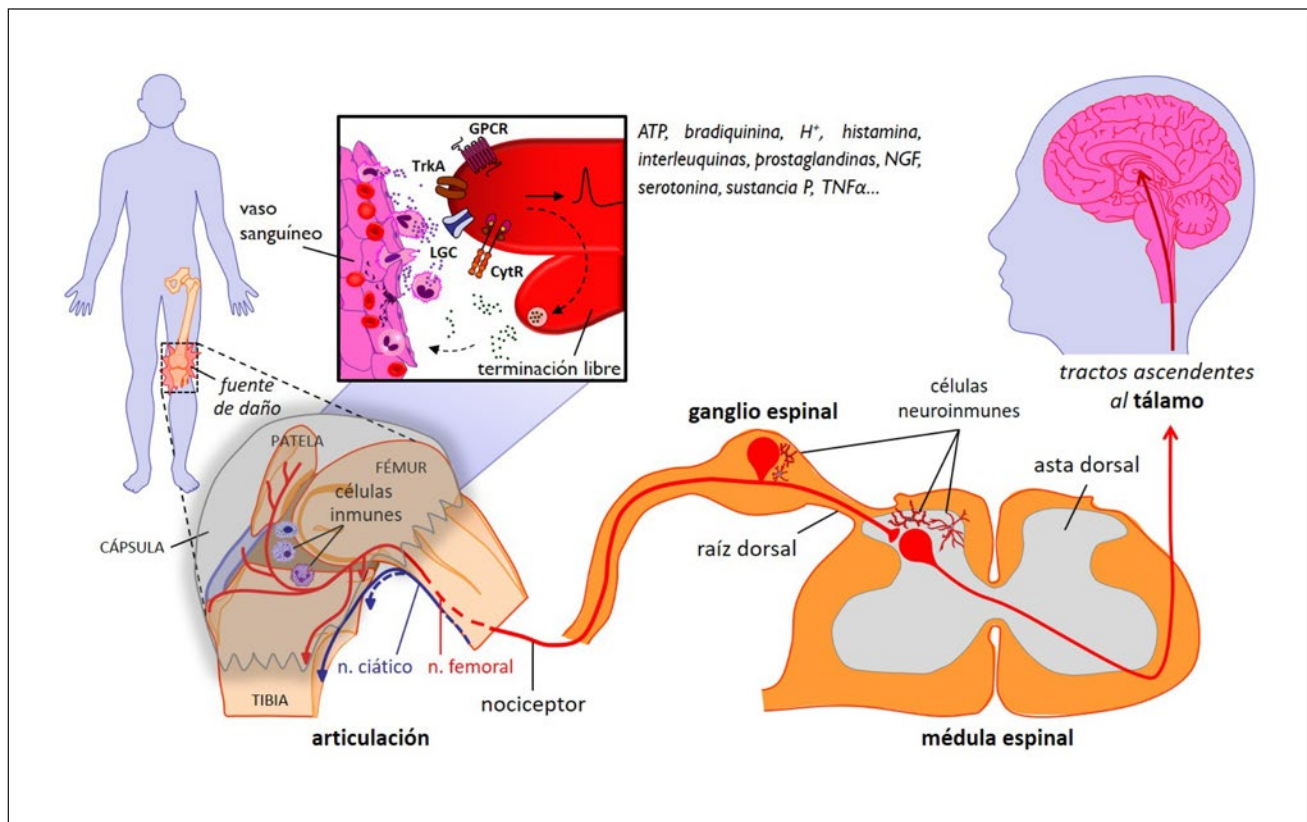 GPCR
TrkA
LGC
CytR
vaso
sanguíneo
terminación libre
ATP, bradiquinina, H⁺, histamina,
interleuquinas, prostaglandinas, NGF,
serotonina, sustancia P, TNFα...
fuente
de daño
PATELA
FÉMUR
células
inmunes
CÁPSULA
n. ciático
n. femoral
TIBIA
nociceptor
articulación
ganglio espinal
células
neuroinmunes
raíz dorsal
asta dorsal
médula espinal
tractos ascendentes
al tálamo